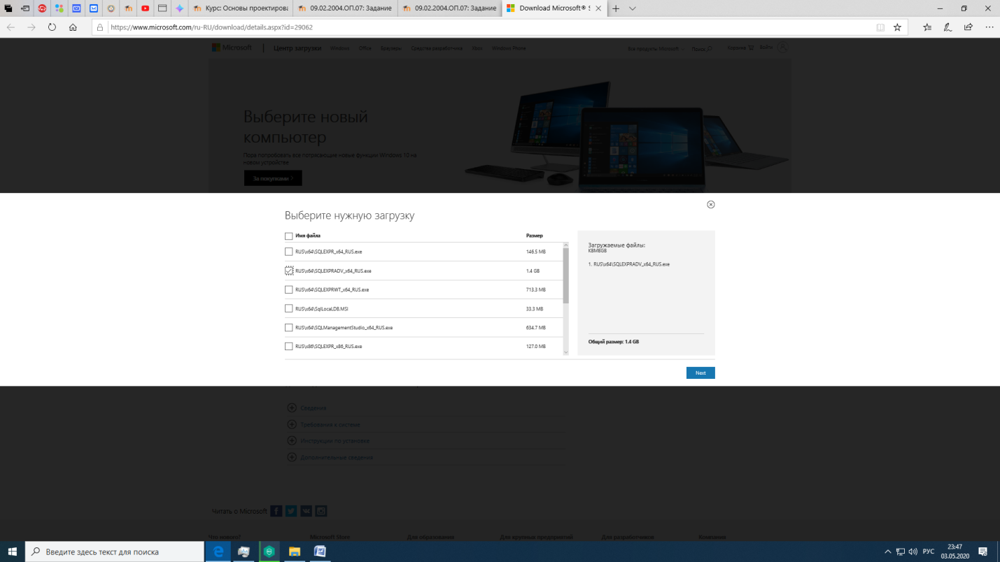 Курс: Основы проектирова
09.02.2004.ОП.07: Задание
09.02.2004.ОП.07: Задание
Download Microsoft® S
https://www.microsoft.com/ru-RU/download/details.aspx?id=29062
Microsoft
Центр загрузки
Windows Office Браузеры Средства разработчика Xbox Windows Phone
Все продукты Microsoft Поиск Корзина Войти
Выберите новый
компьютер
Пора попробовать все потрясающие новые функции Windows 10 на
новом устройстве
За покупками
Выберите нужную загрузку
Имя файла Размер
RUS\x64\SQLEXPR_x64_RUS.exe 146.5 MB
RUS\x64\SQLEXPRADV_x64_RUS.exe 1.4 GB
RUS\x64\SQLEXPRWT_x64_RUS.exe 713.3 MB
RUS\x64\SqlLocaLDB.MSI 33.3 MB
RUS\x64\SQLManagementStudio_x64_RUS.exe 634.7 MB
RUS\x86\SQLEXPR_x86_RUS.exe 127.0 MB
Загружаемые файлы:
KBMBGB
1. RUS\x64\SQLEXPRADV_x64_RUS.exe
Общий размер: 1.4 GB
Next
Сведения
Требования к системе
Инструкции по установке
Дополнительные сведения
Читать о Microsoft
Что нового? Microsoft Store Для образования Для крупных предприятий Для разработчиков Компания
Введите здесь текст для поиска
РУС
23:47
03.05.2020